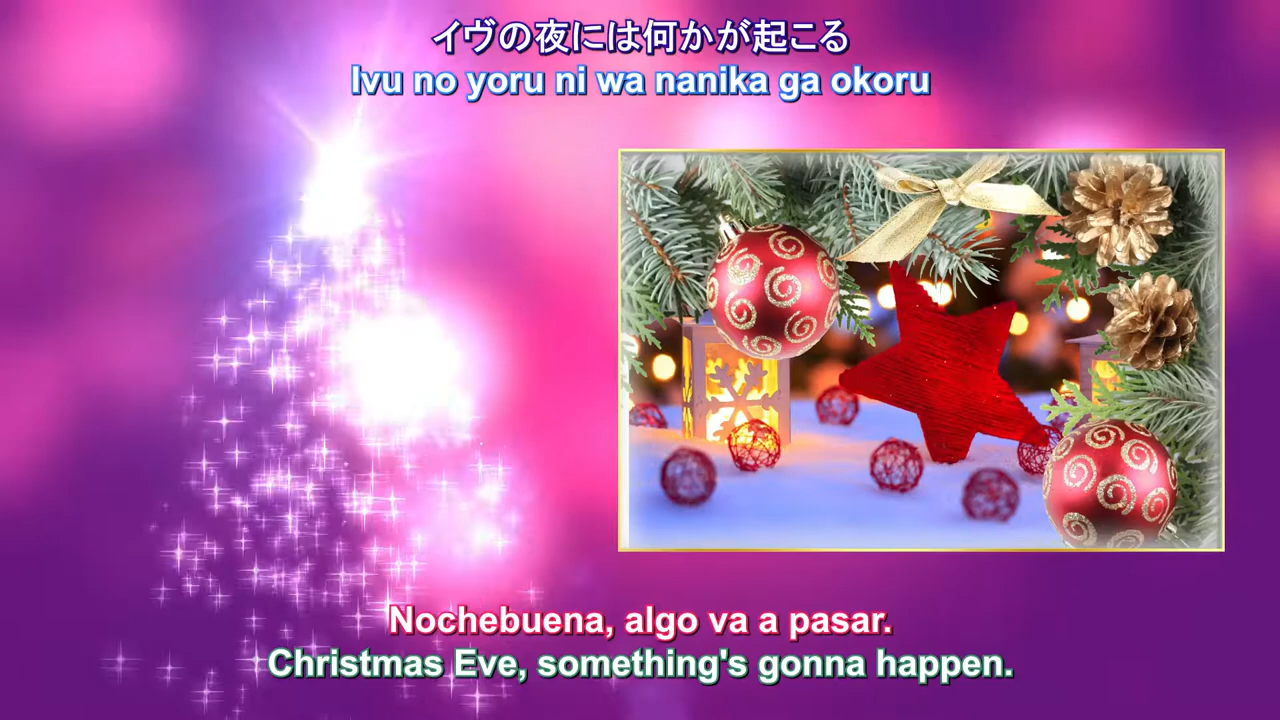 イヴの夜には何かが起こる
Ivu no yoru ni wa nanika ga okoru
Nochebuena, algo va a pasar.
Christmas Eve, something's gonna happen.